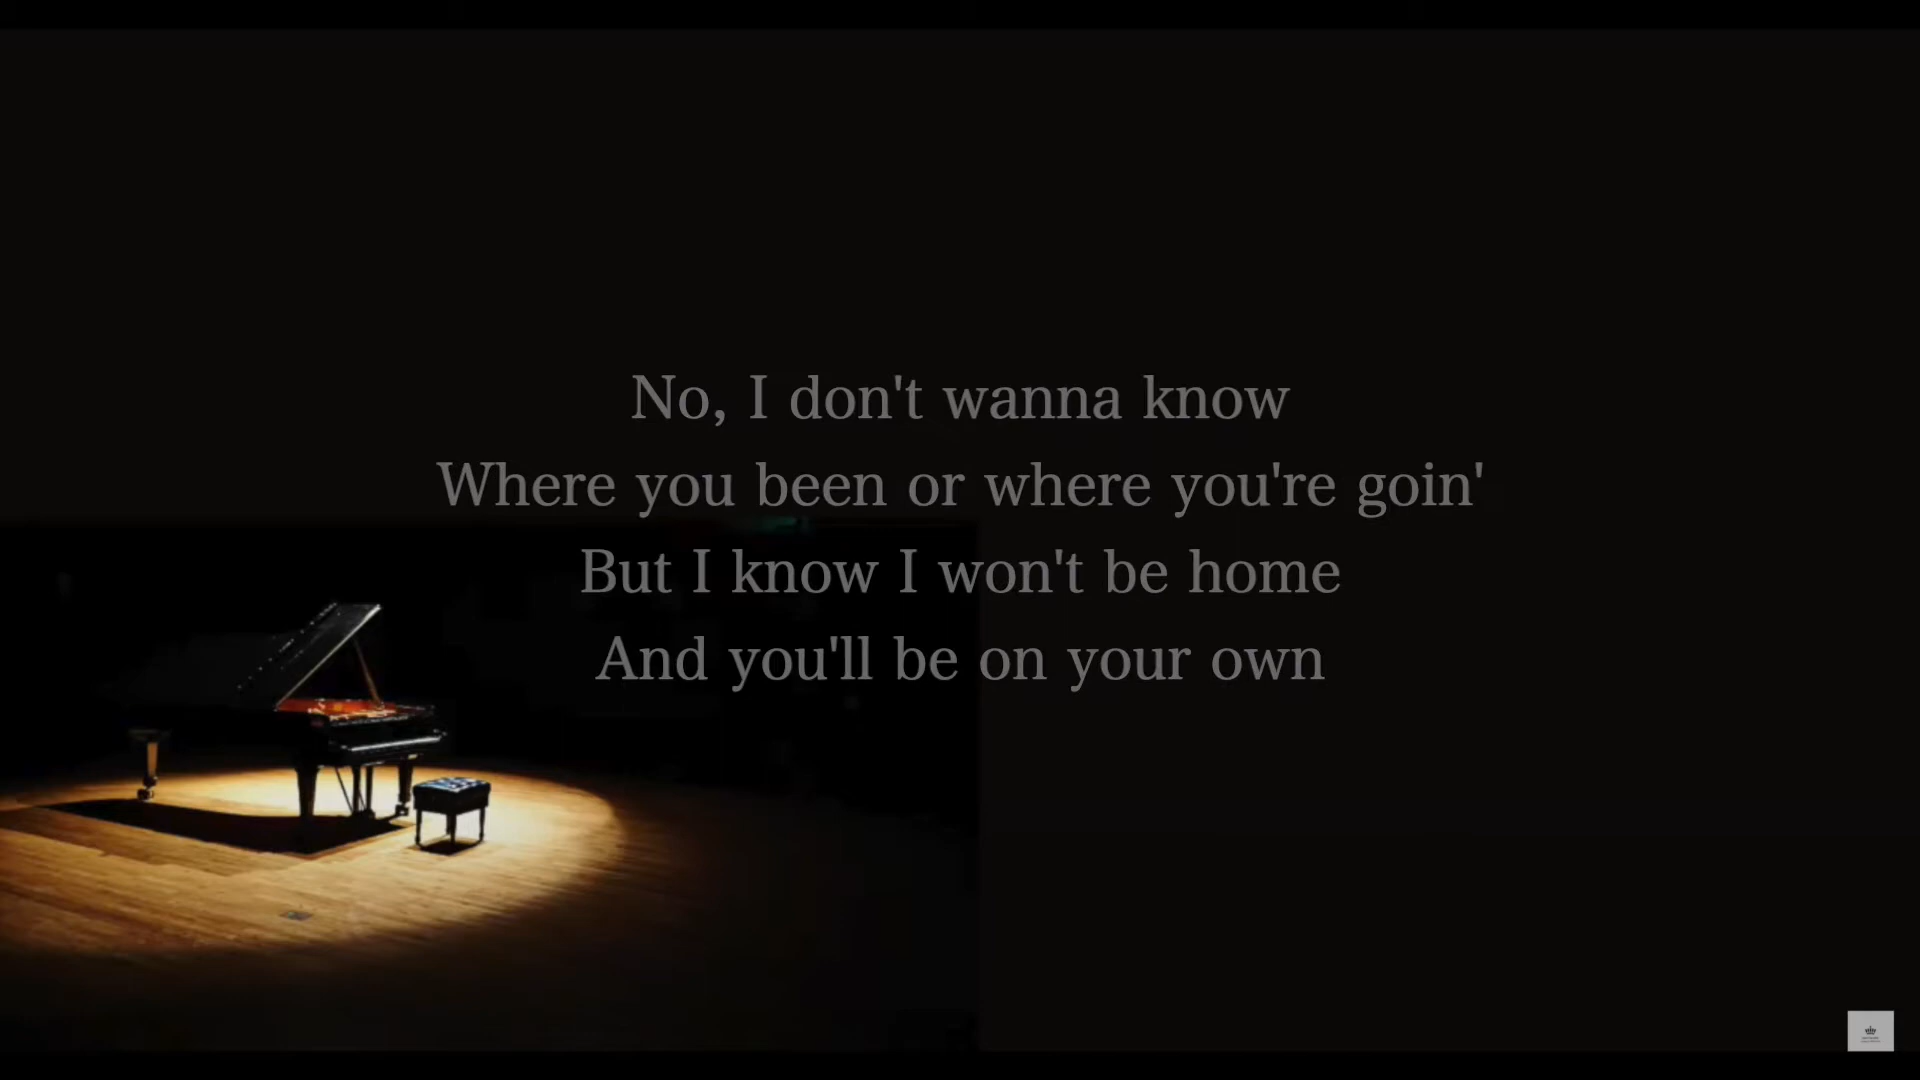 No, I don't wanna know
Where you been or where you're goin'
But I know I won't be home
And you'll be on your own